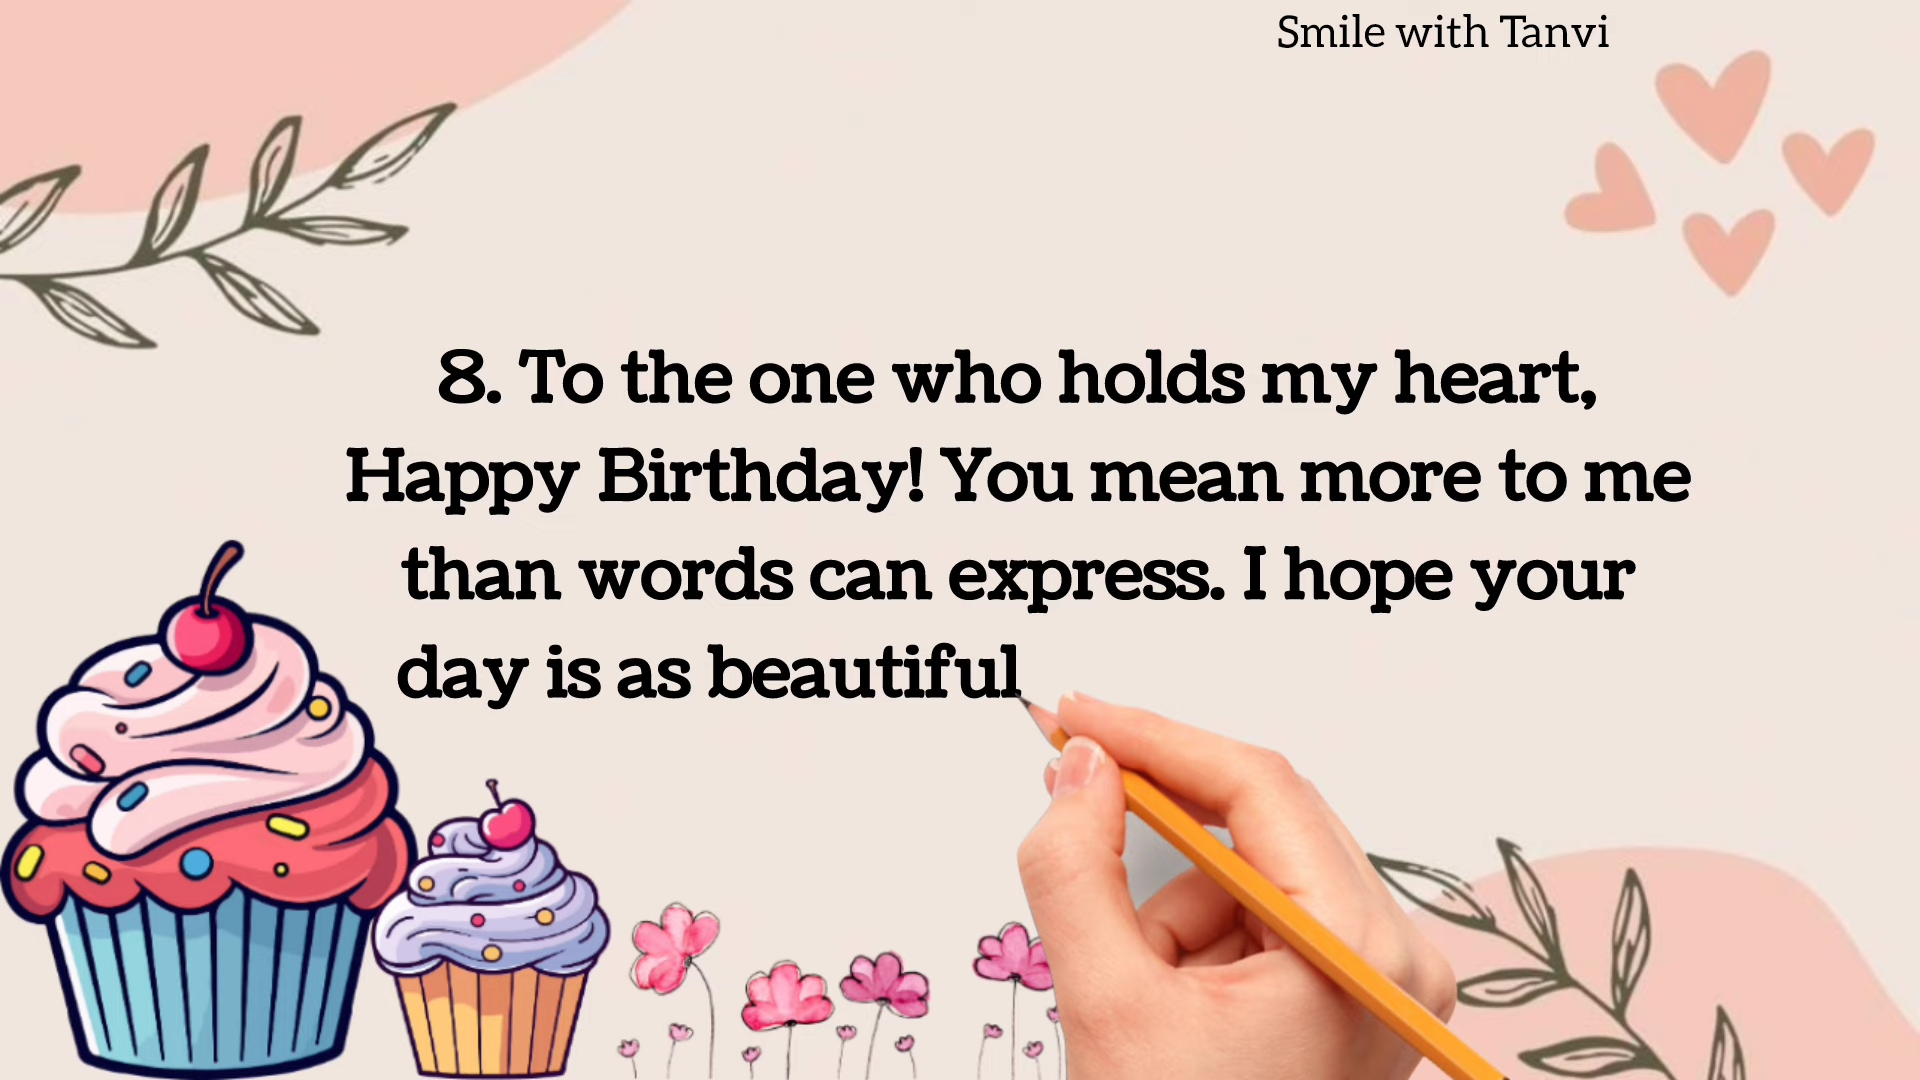 Smile with Tanvi
8. To the one who holds my heart,
Happy Birthday! You mean more to me
than words can express. I hope your
day is as beautiful